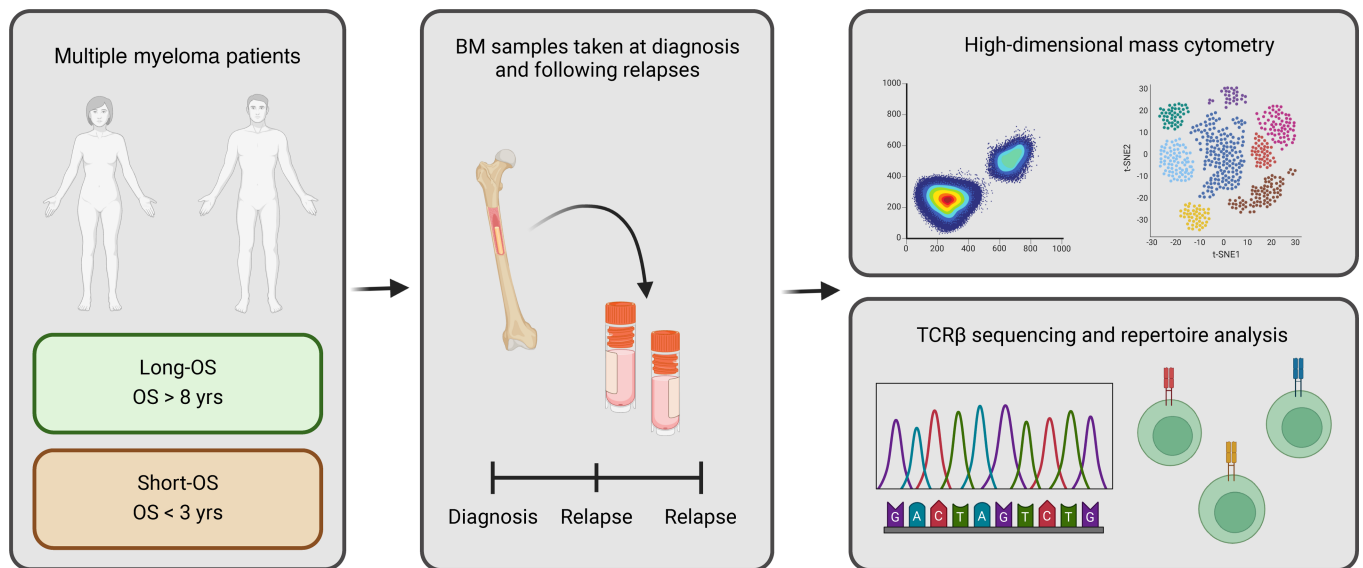 Multiple myeloma patients
Long-OS
OS > 8 yrs
Short-OS
OS < 3 yrs
BM samples taken at diagnosis
and following relapses
Diagnosis Relapse Relapse
High-dimensional mass cytometry
1000
800
600
400
200
0
0 200 400 600 800 1000
t-SNE2
30
20
10
0
-10
-20
-30
-30 -20 -10 0 10 20 30
t-SNE1
TCRβ sequencing and repertoire analysis
G A C T A G T C T G